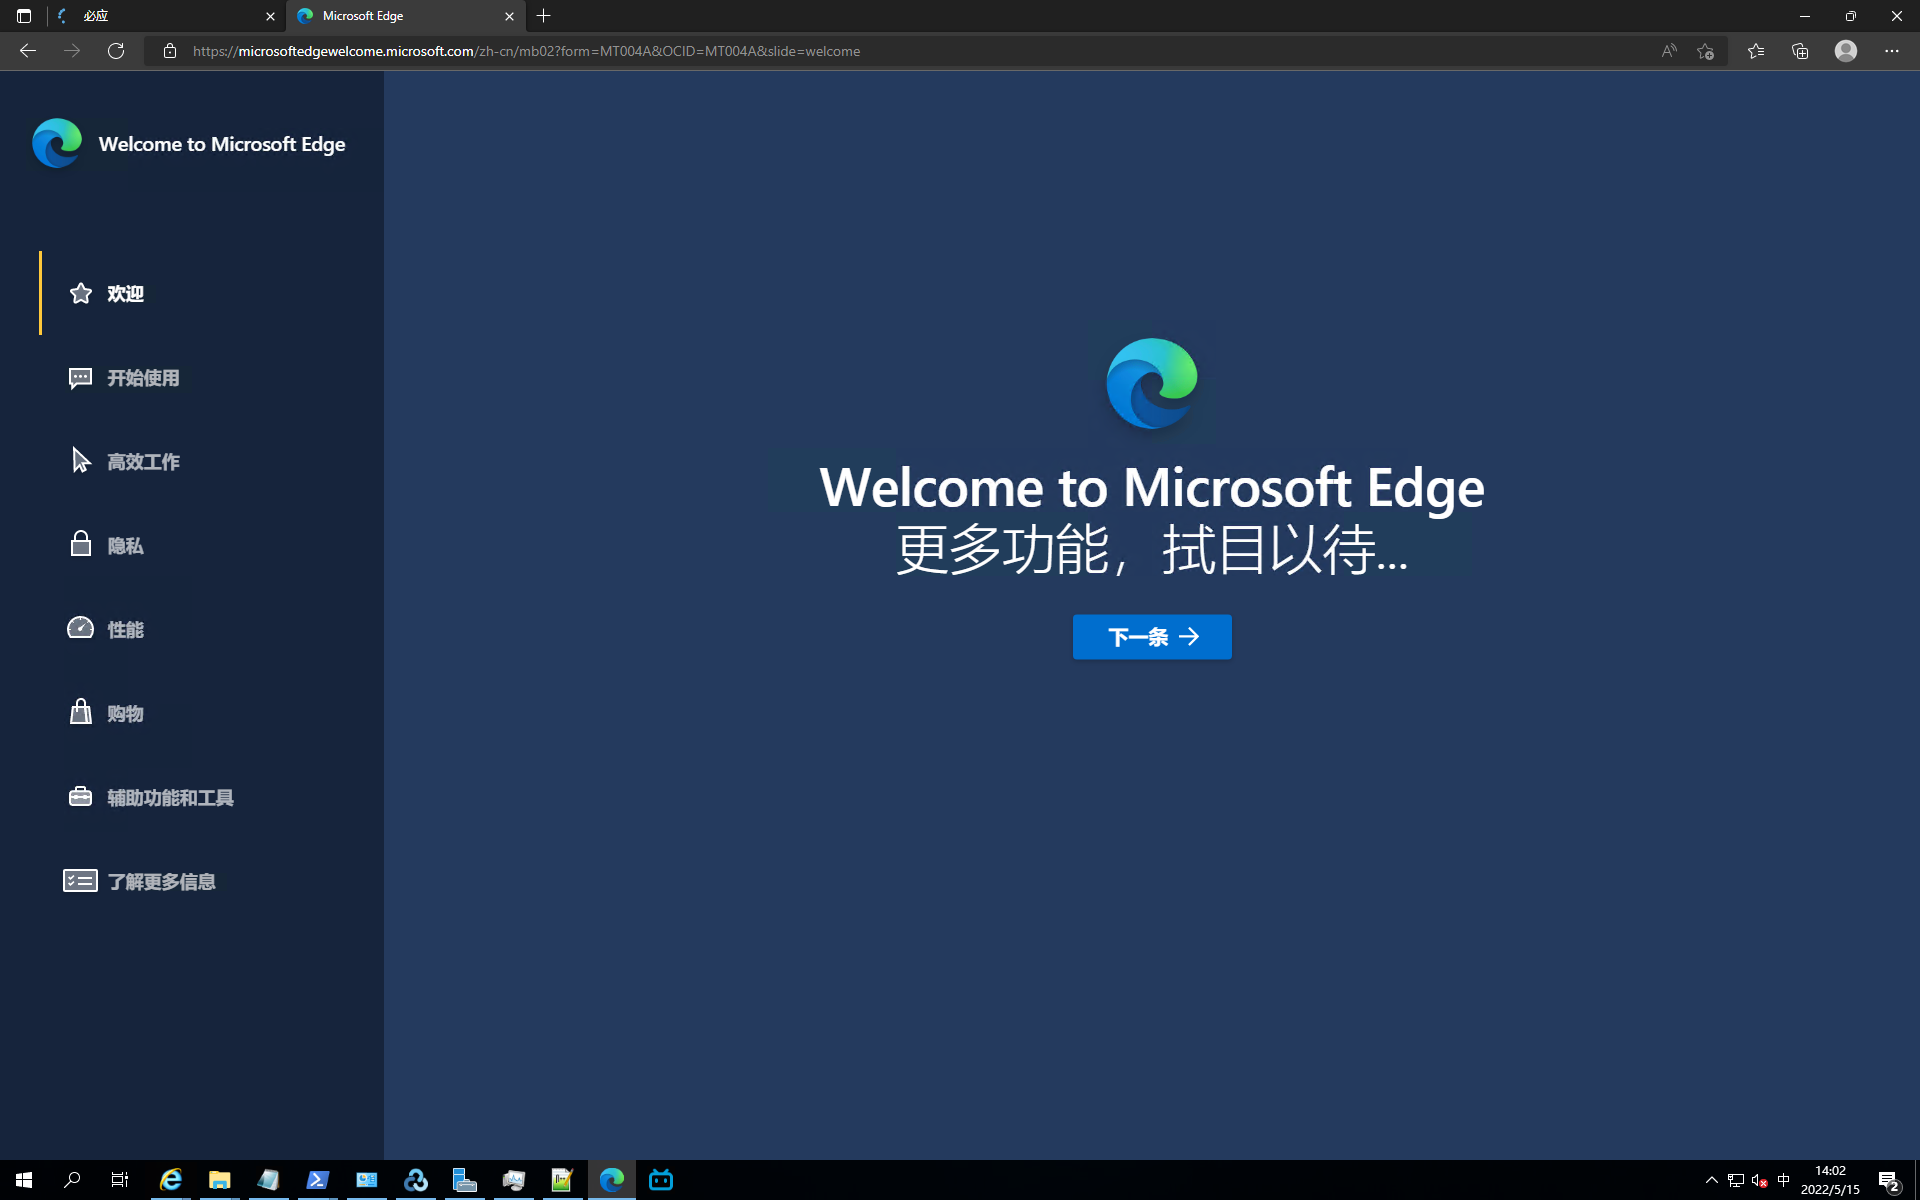 必应
Microsoft Edge
https://microsoftedgewelcome.microsoft.com/zh-cn/mb02?form=MT004A&OCID=MT004A&slide=welcome
Welcome to Microsoft Edge
欢迎
开始使用
高效工作
隐私
性能
购物
辅助功能和工具
了解更多信息
Welcome to Microsoft Edge
更多功能，拭目以待...
下一条
中
14:02
2022/5/15
2